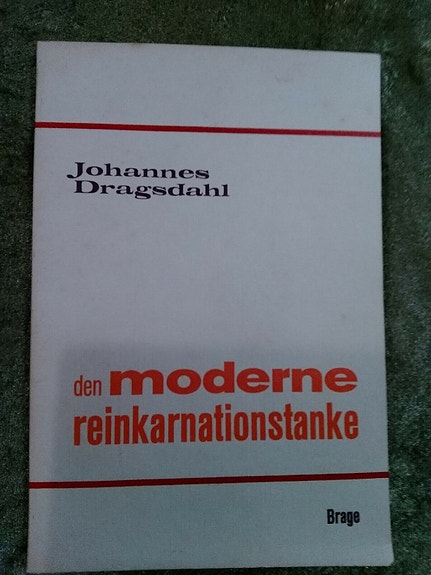 Johannes
Dragsdahl
den moderne
reinkarnationstanke
Brage